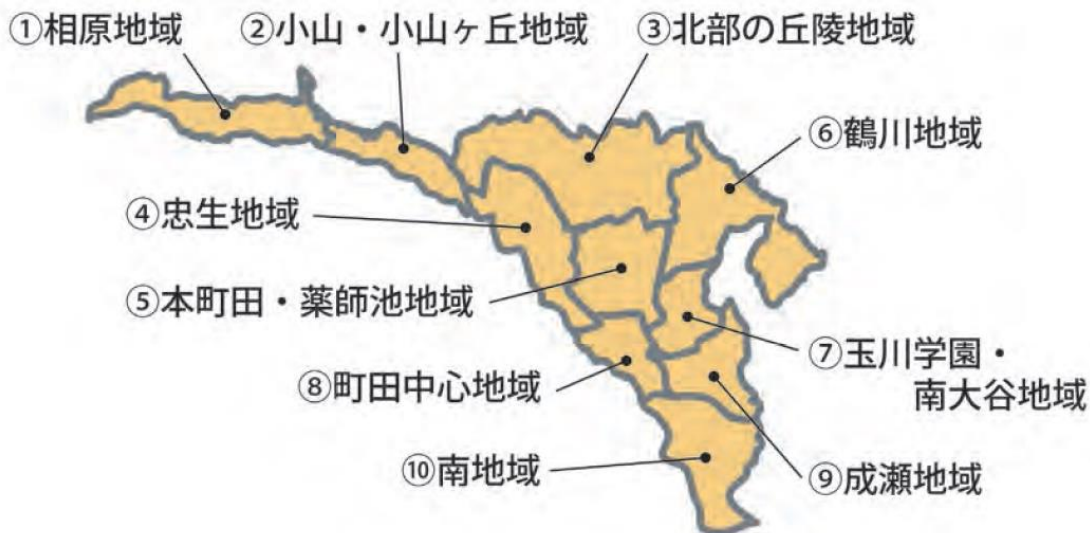 ①相原地域
②小山・小山ヶ丘地域
③北部の丘陵地域
⑥鶴川地域
④忠生地域
⑤本町田・薬師池地域
⑦玉川学園・
南大谷地域
⑧町田中心地域
⑩南地域
⑨成瀬地域